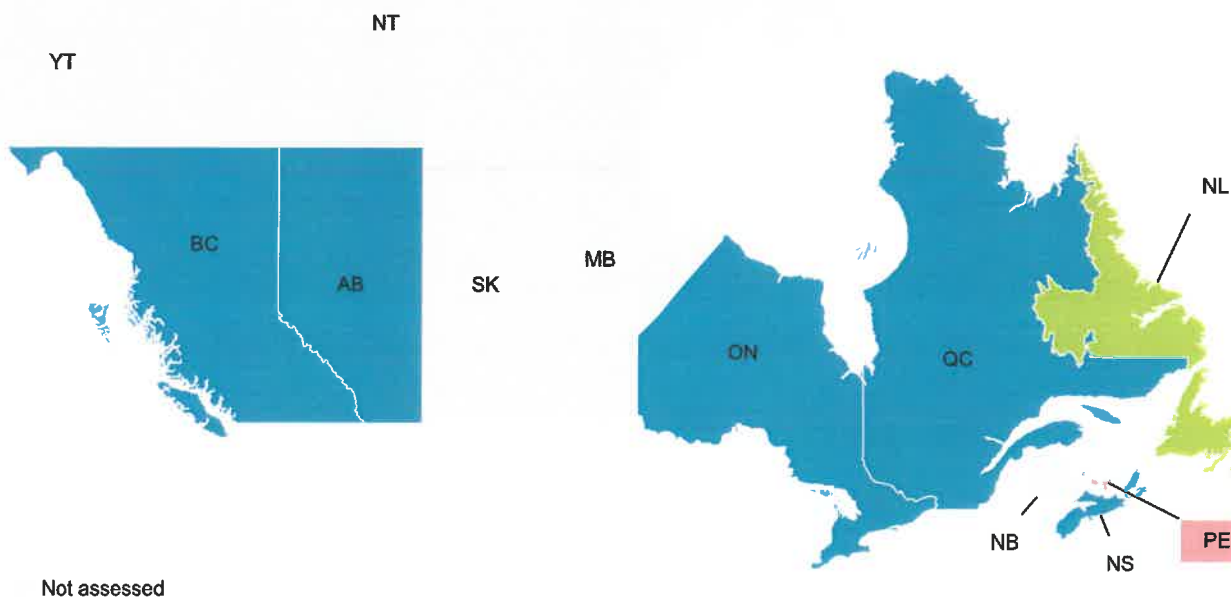 NT
YT
NL
BC
MB
AB
SK
ON
QC
NB
PE
NS
Not assessed